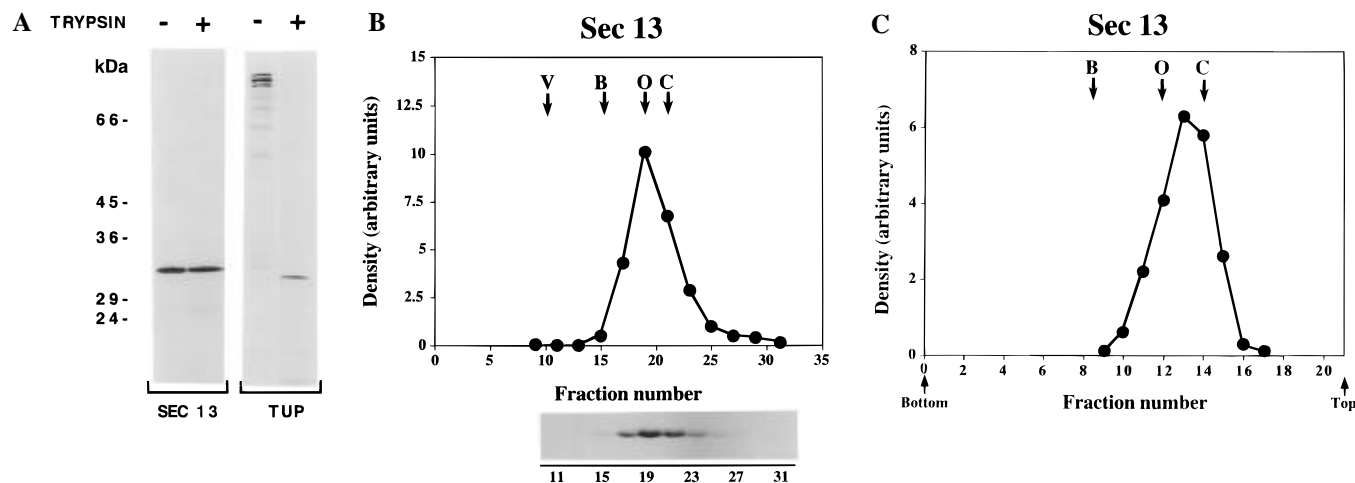 A
TRYPSIN - + - +
kDa
66-
45-
36-
29-
24-
SEC 13 TUP
B
Sec 13
Density (arbitrary units)
15
12.5
10
7.5
5
2.5
0
V B O C
0 5 10 15 20 25 30 35
Fraction number
11 15 19 23 27 31
C
Sec 13
Density (arbitrary units)
8
6
4
2
0
B O C
0 2 4 6 8 10 12 14 16 18 20
Bottom Fraction number Top